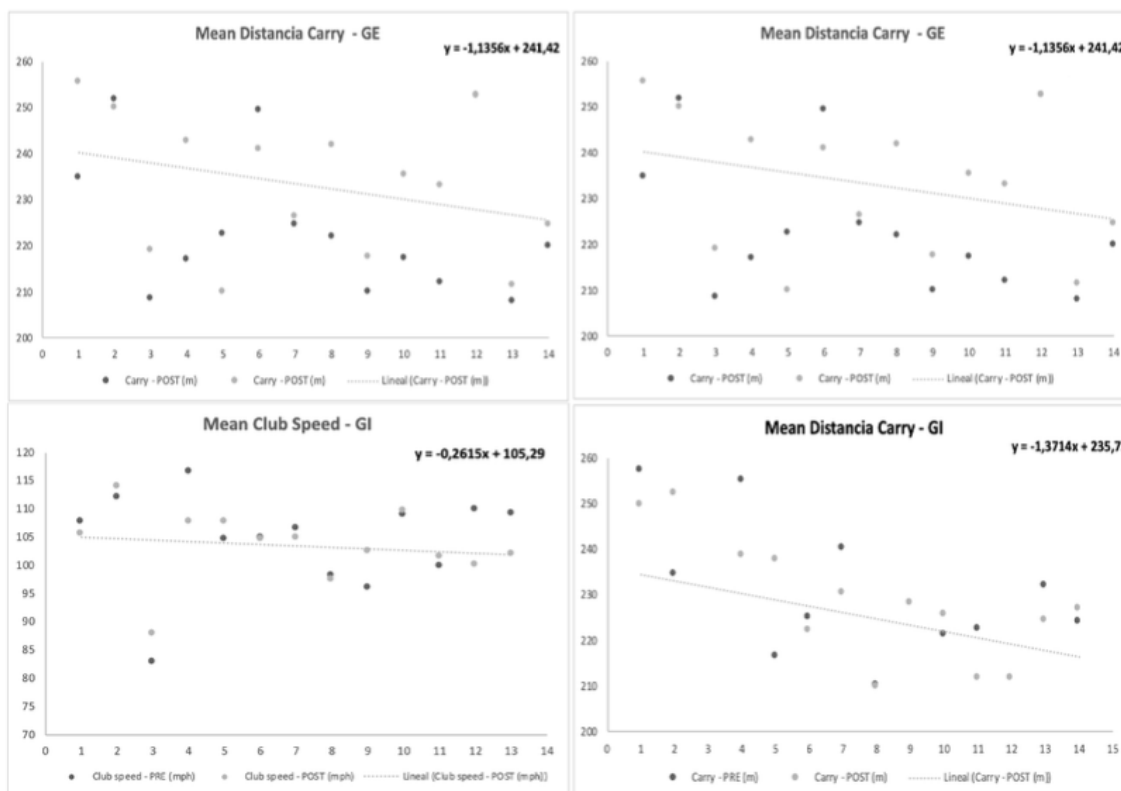 Mean Distancia Carry - GE
y = -1,1356x + 241,42
260
250
240
230
220
210
200
0 1 2 3 4 5 6 7 8 9 10 11 12 13 14
Carry - POST (m) Carry - POST (m) Lineal (Carry - POST (m))
Mean Distancia Carry - GE
y = -1,1356x + 241,42
260
250
240
230
220
210
200
0 1 2 3 4 5 6 7 8 9 10 11 12 13 14
Carry - POST (m) Carry - POST (m) Lineal (Carry - POST (m))
Mean Club Speed - GI
y = -0,2615x + 105,29
120
115
110
105
100
95
90
85
80
75
70
0 1 2 3 4 5 6 7 8 9 10 11 12 13 14
Club speed - PRE (mph) Club speed - POST (mph) Lineal (Club speed - POST (mph))
Mean Distancia Carry - GI
y = -1,3714x + 235,7
260
250
240
230
220
210
200
0 1 2 3 4 5 6 7 8 9 10 11 12 13 14 15
Carry - PRE (m) Carry - POST (m) Lineal (Carry - POST (m))